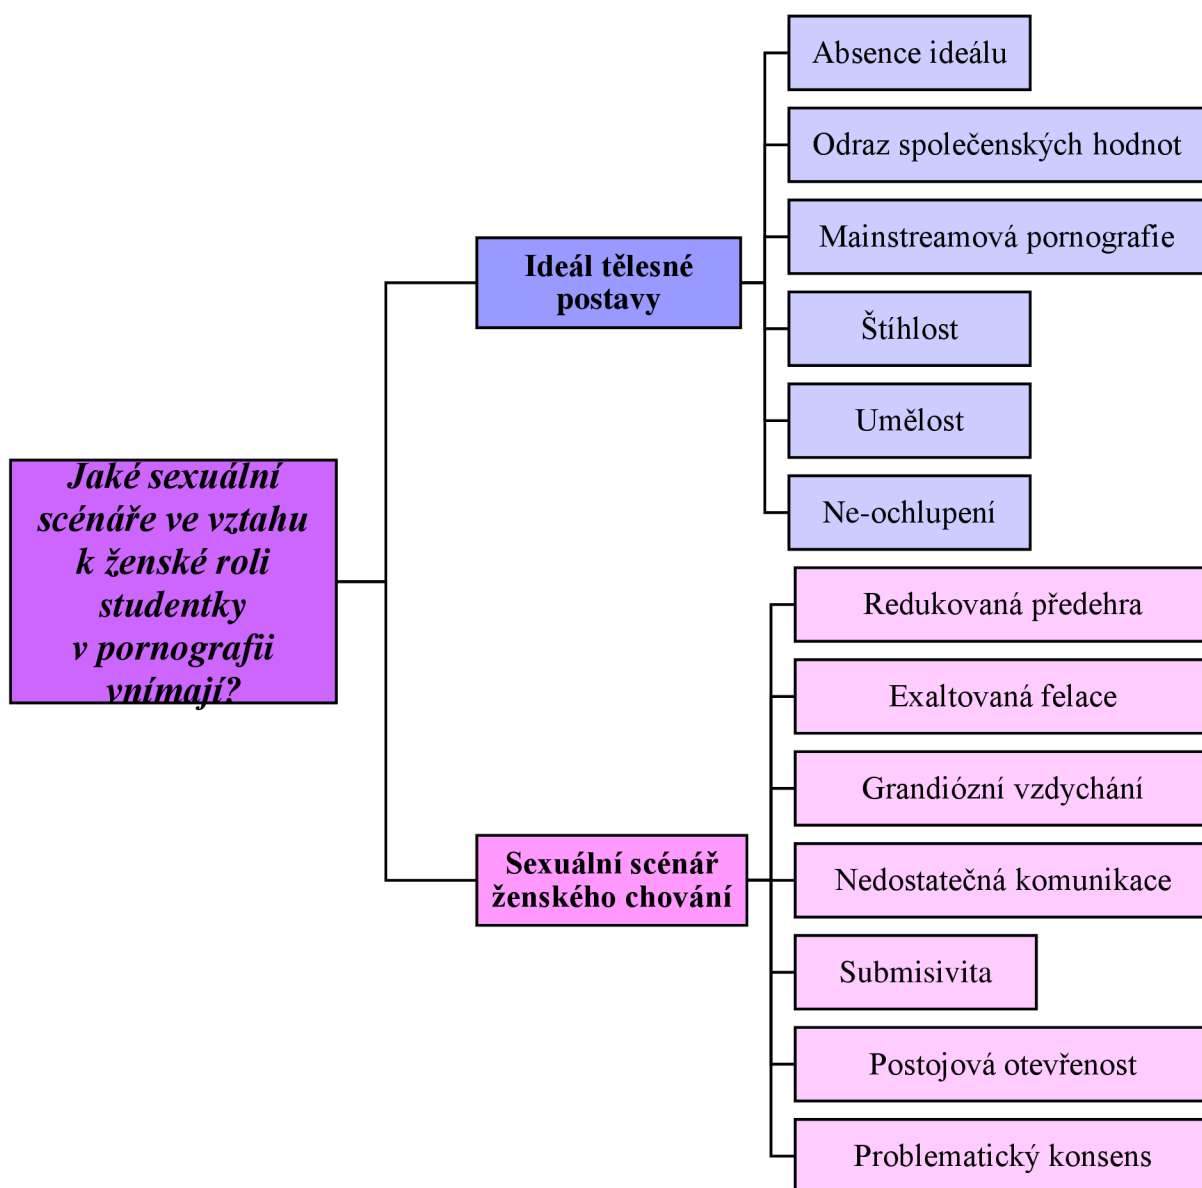 Jaké sexuální
scénáře ve vztahu
k ženské roli
studentky
v pornografii
vnímají?
Ideál tělesné
postavy
Absence ideálu
Odraz společenských hodnot
Mainstreamová pornografie
Štíhlost
Umělost
Ne-ochlupení
Sexuální scénář
ženského chování
Redukovaná předehra
Exaltovaná felace
Grandiózní vzdychání
Nedostatečná komunikace
Submisivita
Postojová otevřenost
Problematický konsens